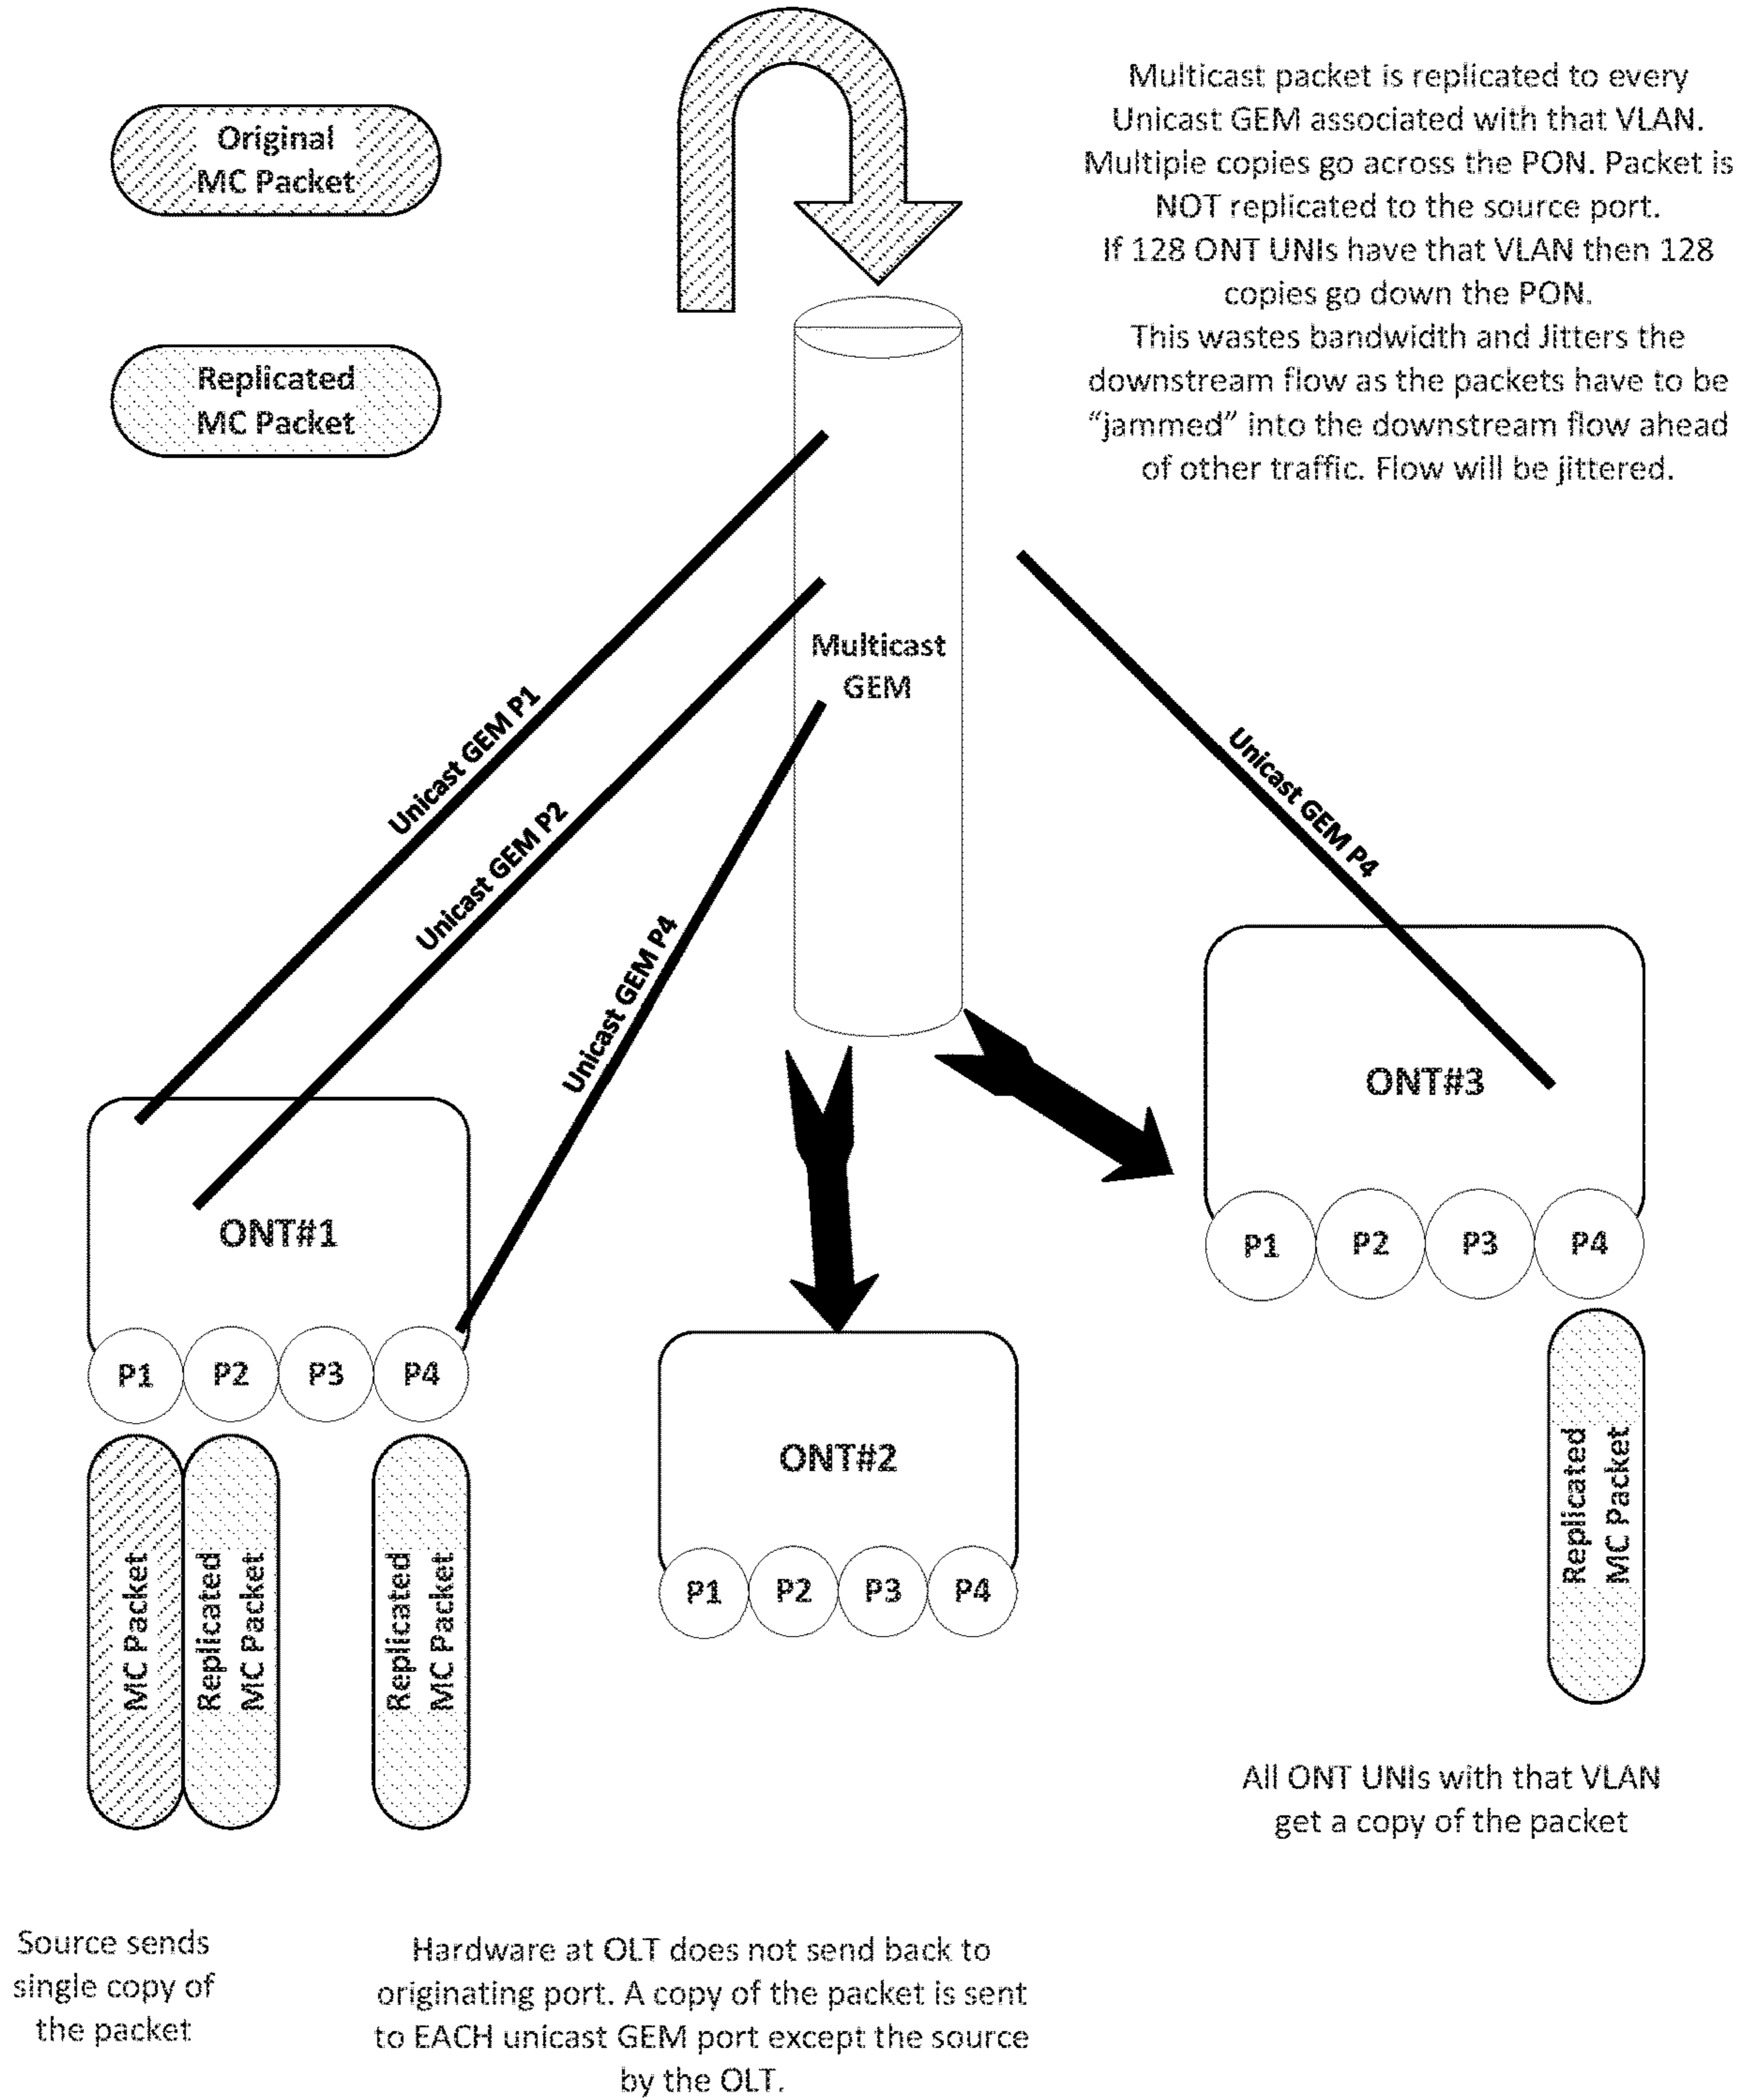 Original
MC Packet
Multicast packet is replicated to every
Unicast GEM associated with that VLAN.
Multiple copies go across the PON. Packet is
NOT replicated to the source port.
If 128 ONT UNIs have that VLAN then 128
copies go down the PON.
This wastes bandwidth and Jitters the
downstream flow as the packets have to be
“jammed” into the downstream flow ahead
of other traffic. Flow will be jittered.
Replicated
MC Packet
Multicast
GEM
Unicast GEM P1
Unicast GEM P2
Unicast GEM P4
Unicast GEM P4
ONT#1
P1
P2
P3
P4
MC Packet
Replicated
MC Packet
Replicated
MC Packet
ONT#2
P1
P2
P3
P4
ONT#3
P1
P2
P3
P4
Replicated
MC Packet
All ONT UNIs with that VLAN
get a copy of the packet
Source sends
single copy of
the packet
Hardware at OLT does not send back to
originating port. A copy of the packet is sent
to EACH unicast GEM port except the source
by the OLT.